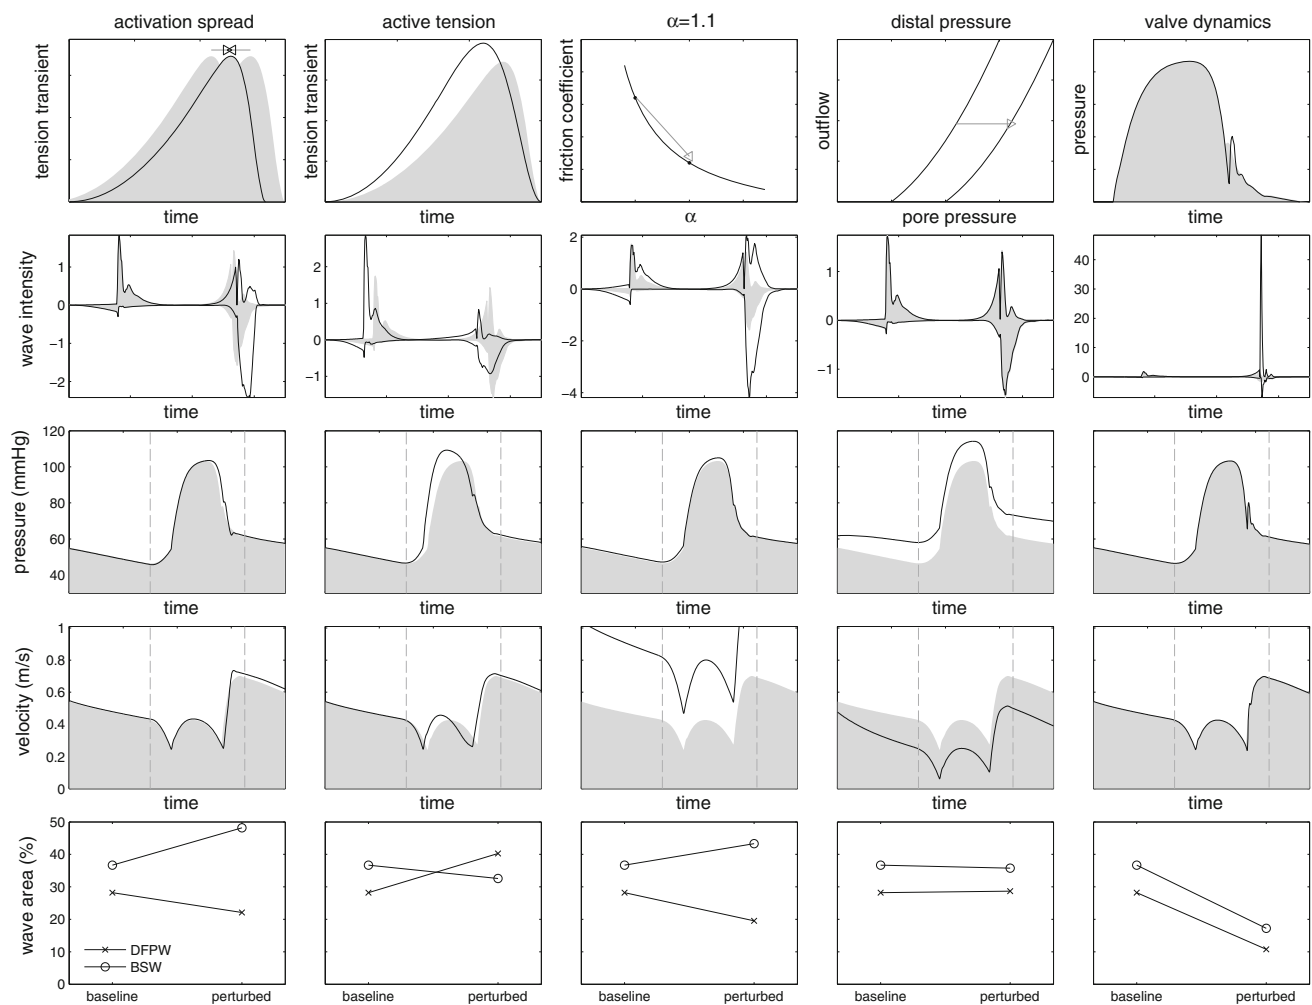 activation spread
active tension
α=1.1
distal pressure
valve dynamics
tension transient
tension transient
friction coefficient
outflow
pressure
time
time
α
pore pressure
time
wave intensity
1
0
−1
−2
2
1
0
−1
2
0
−2
−4
1
0
−1
40
30
20
10
0
time
time
time
time
time
pressure (mmHg)
120
100
80
60
40
time
time
time
time
time
velocity (m/s)
1
0.8
0.6
0.4
0.2
0
time
time
time
time
time
wave area (%)
50
40
30
20
10
0
DFPW
BSW
baseline
perturbed
baseline
perturbed
baseline
perturbed
baseline
perturbed
baseline
perturbed